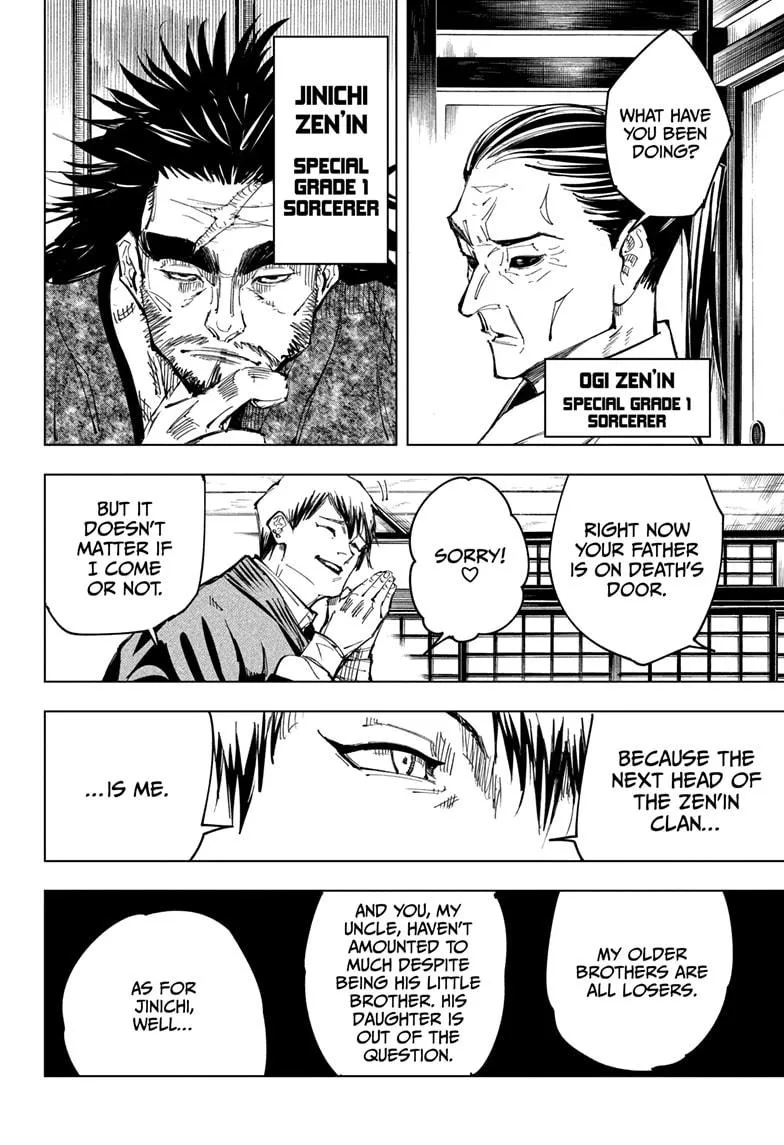 WHAT HAVE
YOU BEEN
DOING?
OGI ZEN'IN
SPECIAL GRADE 1
SORCERER
JINICHI
ZEN'IN
SPECIAL
GRADE 1
SORCERER
RIGHT NOW
YOUR FATHER
IS ON DEATH'S
DOOR.
SORRY!
♡
BUT IT
DOESN'T
MATTER IF
I COME
OR NOT.
BECAUSE THE
NEXT HEAD OF
THE ZEN'IN
CLAN...
...IS ME.
MY OLDER
BROTHERS ARE
ALL LOSERS.
AND YOU, MY
UNCLE, HAVEN'T
AMOUNTED TO
MUCH DESPITE
BEING HIS LITTLE
BROTHER. HIS
DAUGHTER IS
OUT OF THE
QUESTION.
AS FOR
JINICHI,
WELL...